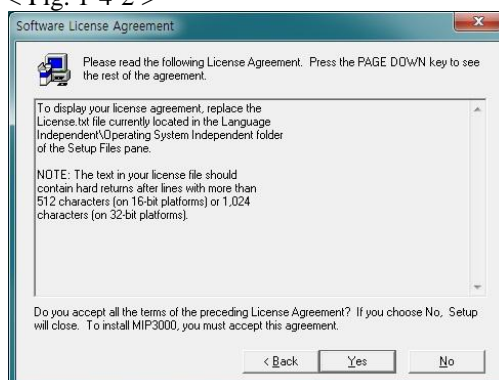 < Fig. 1-4-2 >
Software License Agreement
Please read the following License Agreement. Press the PAGE DOWN key to see
the rest of the agreement.
To display your license agreement, replace the
License.txt file currently located in the Language
Independent\Operating System Independent folder
of the Setup Files pane.
NOTE: The text in your license file should
contain hard returns after lines with more than
512 characters (on 16-bit platforms) or 1,024
characters (on 32-bit platforms).
Do you accept all the terms of the preceding License Agreement? If you choose No, Setup
will close. To install MIP3000, you must accept this agreement.
< Back
Yes
No